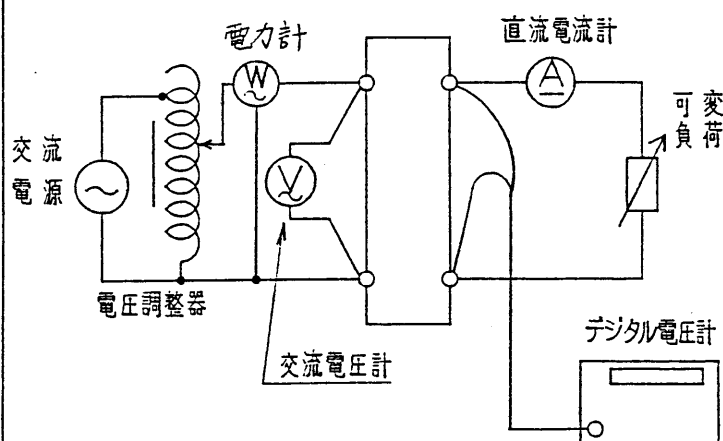 電力計
W
直流電流計
A
可変
負荷
交流
電源
V
電圧調整器
交流電圧計
デジタル電圧計